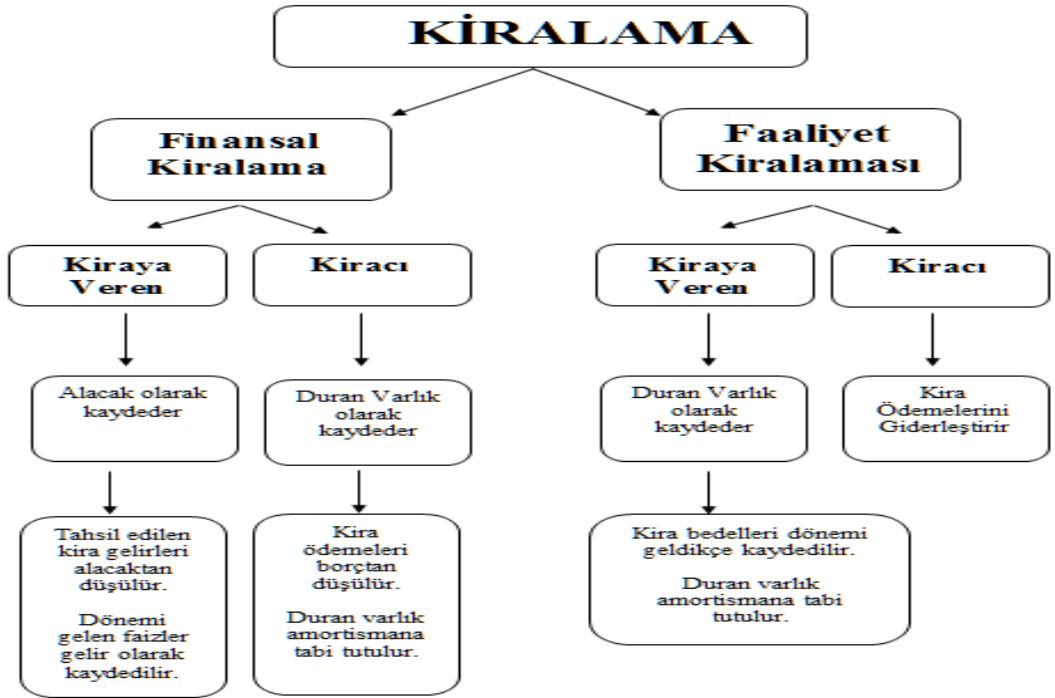 KİRALAMA
Finansal
Kiralama
Faaliyet
Kiralaması
Kiraya
Veren
Kiracı
Kiraya
Veren
Kiracı
Alacak olarak
kaydeder
Duran Varlık
olarak
kaydeder
Duran Varlık
olarak
kaydeder
Kira
Ödemelerini
Giderleştirir
Tahsil edilen
kira gelirleri
alacaktan
düşülür.
Dönemi
gelen faizler
gelir olarak
kaydedilir.
Kira
ödemeleri
borçtan
düşülür.
Duran varlık
amortismana
tabi tutulur.
Kira bedelleri dönemi
geldikçe kaydedilir.
Duran varlık
amortismana tabi
tutulur.